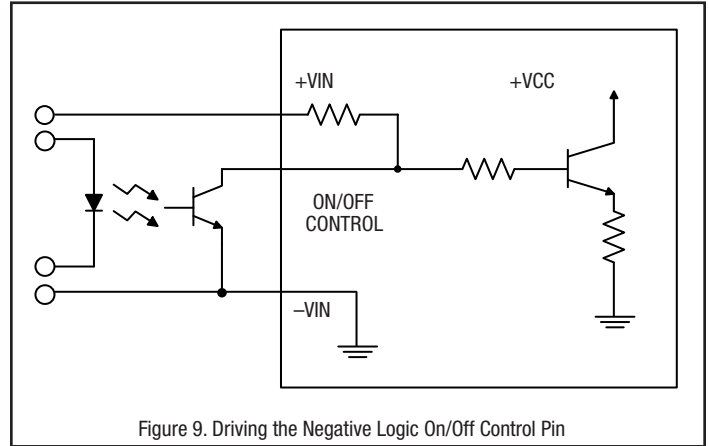 +VIN
+VCC
ON/OFF
CONTROL
–VIN
Figure 9. Driving the Negative Logic On/Off Control Pin